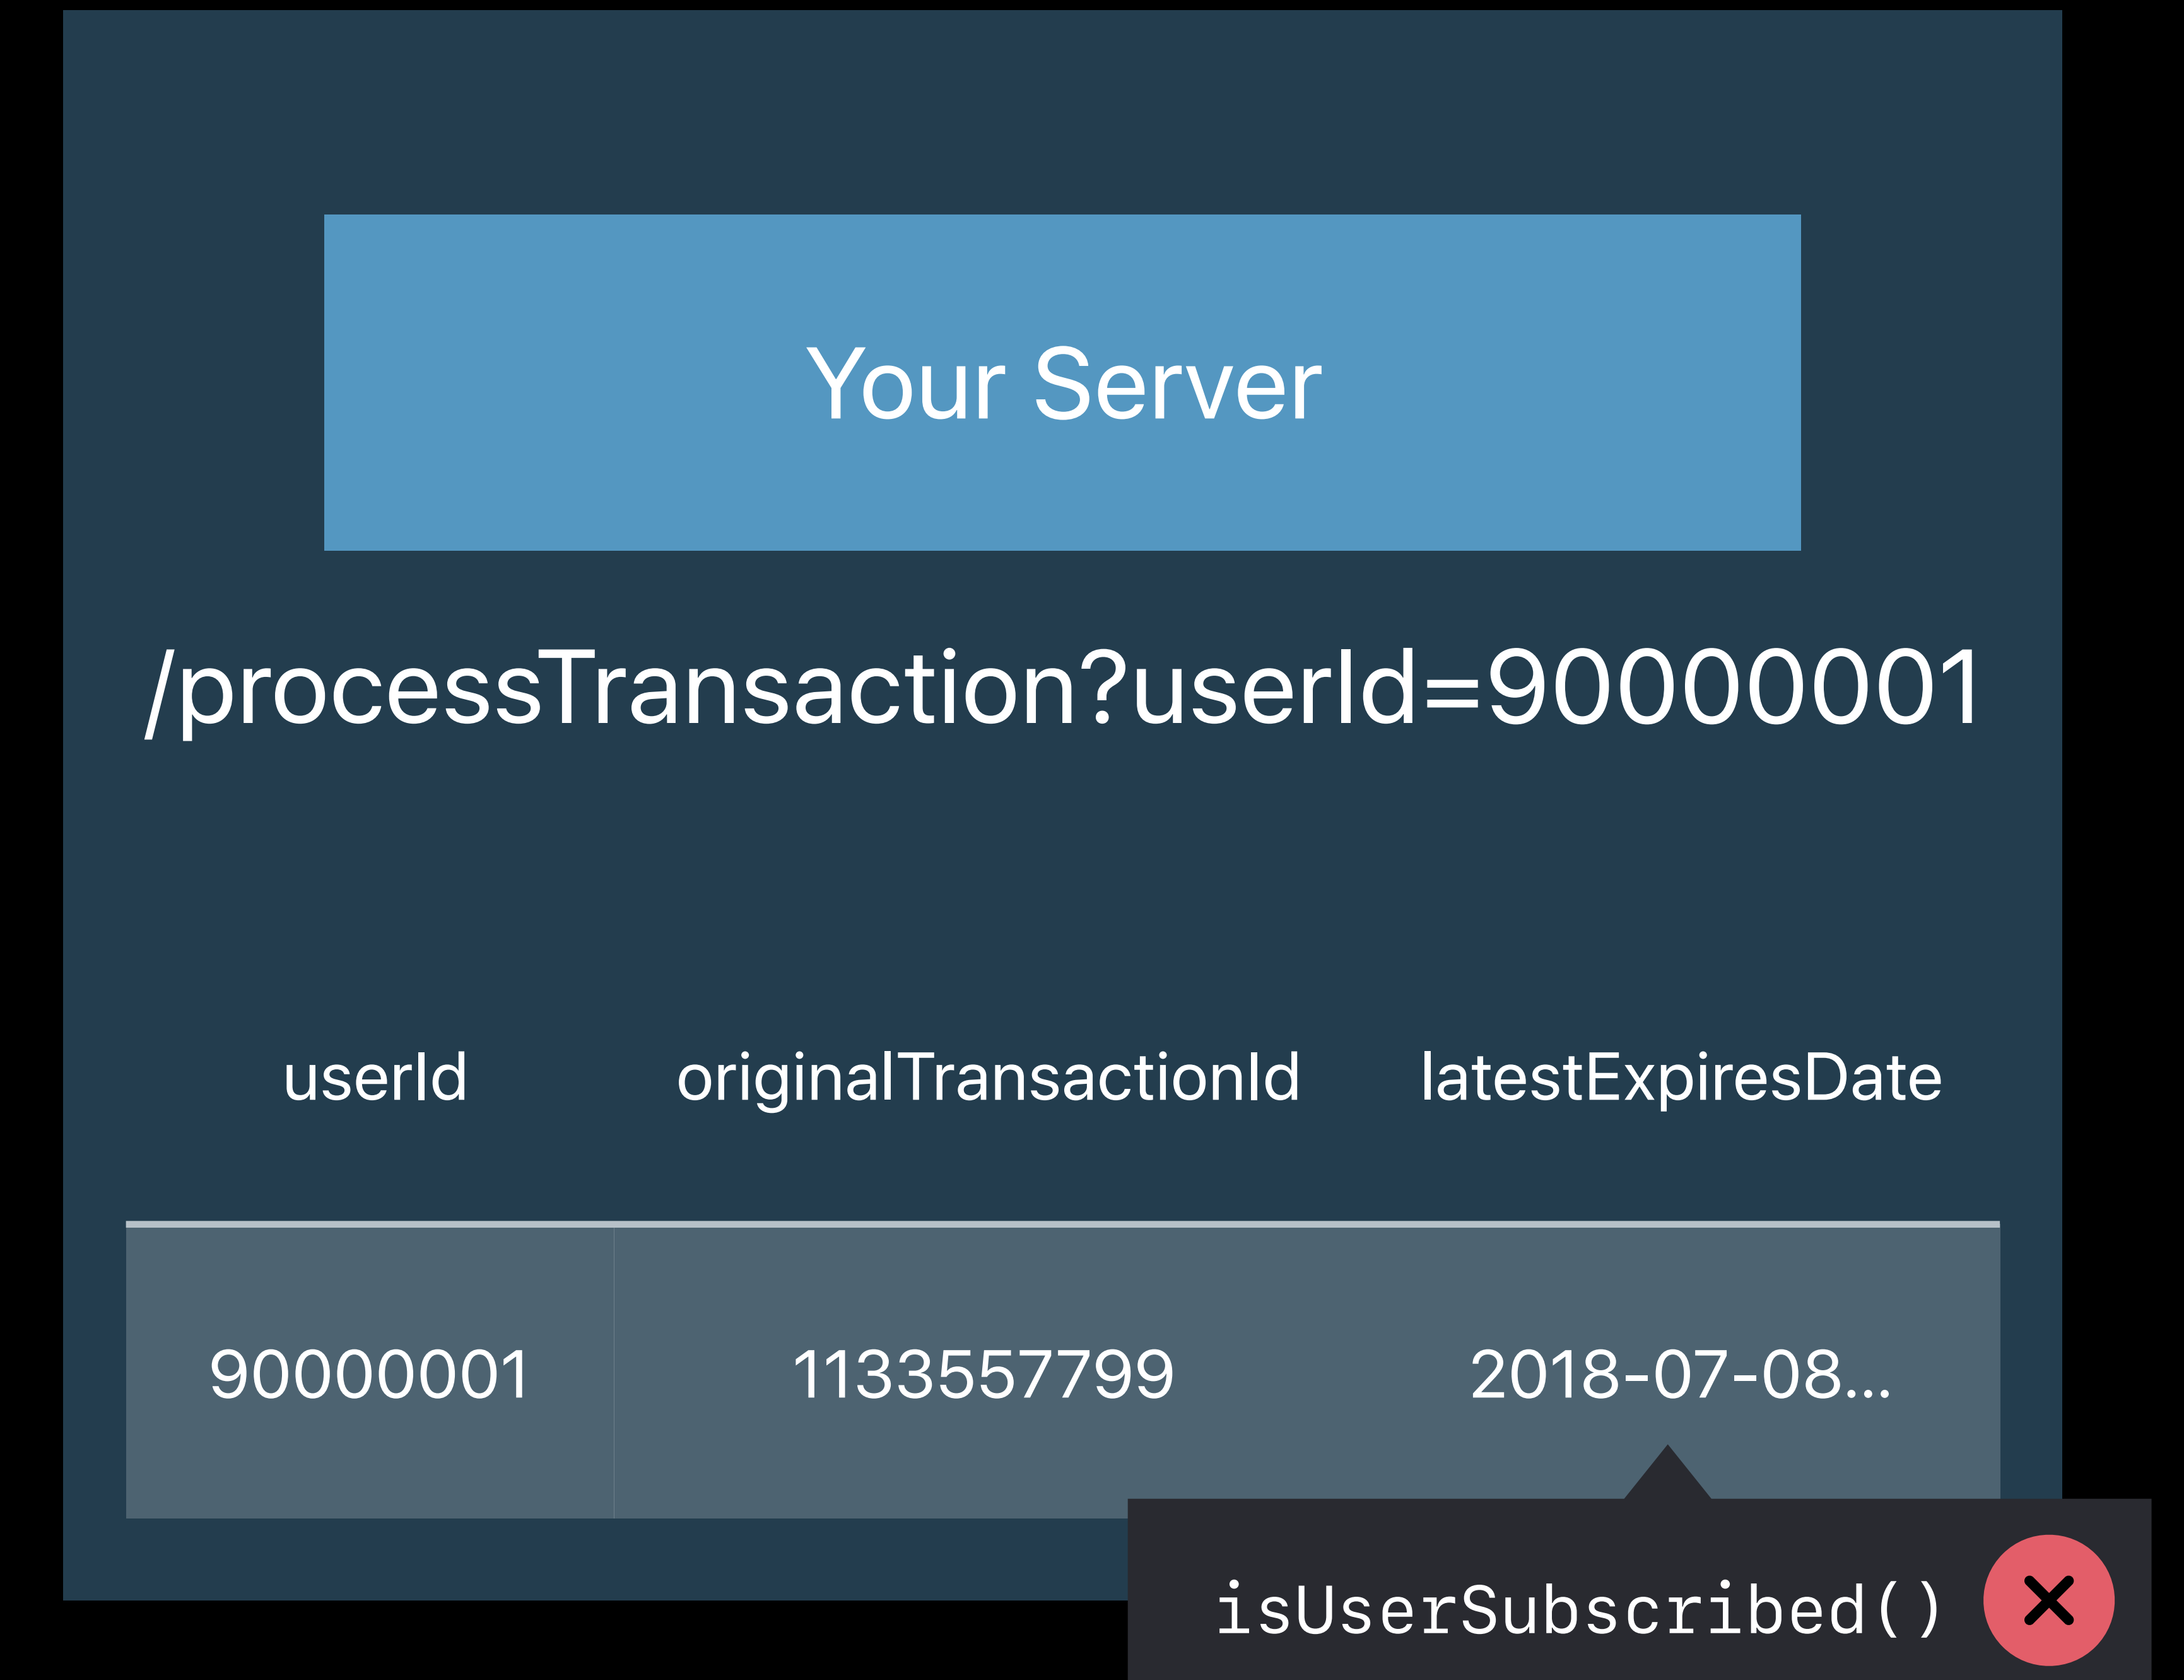 Your Server
/processTransaction?userId=90000001
userId originalTransactionId latestExpiresDate
90000001 1133557799 2018-07-08...
isUserSubscribed()